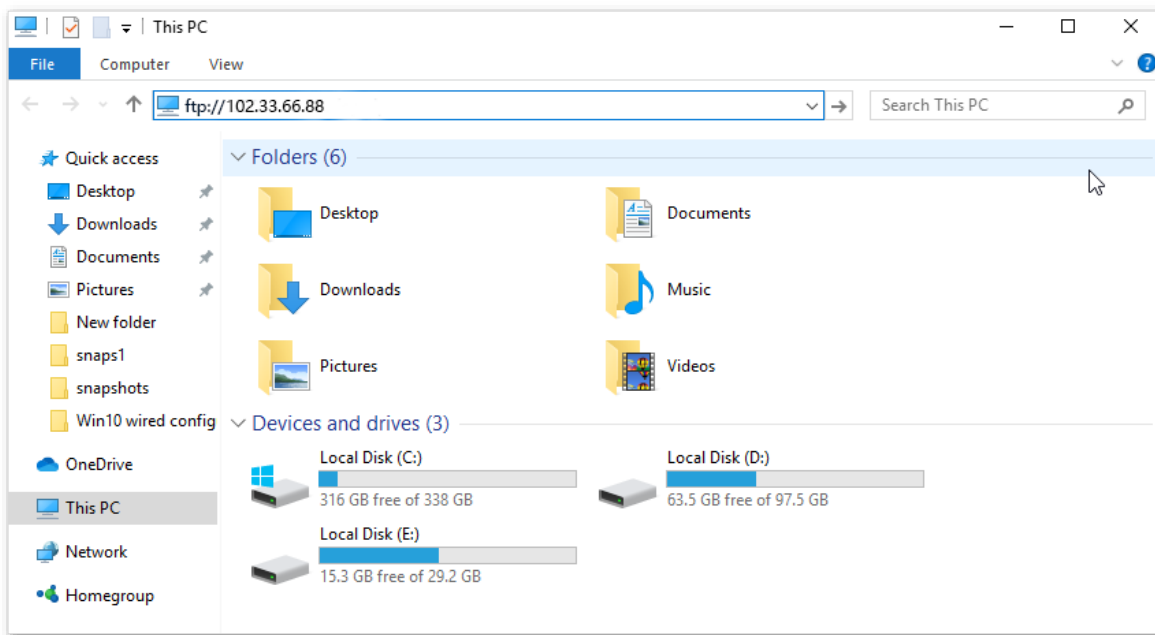 This PC
File Computer View
ftp://102.33.66.88
Search This PC
Quick access
Desktop
Downloads
Documents
Pictures
New folder
snaps1
snapshots
Win10 wired config
OneDrive
This PC
Network
Homegroup
Folders (6)
Desktop
Documents
Downloads
Music
Pictures
Videos
Devices and drives (3)
Local Disk (C:)
316 GB free of 338 GB
Local Disk (D:)
63.5 GB free of 97.5 GB
Local Disk (E:)
15.3 GB free of 29.2 GB